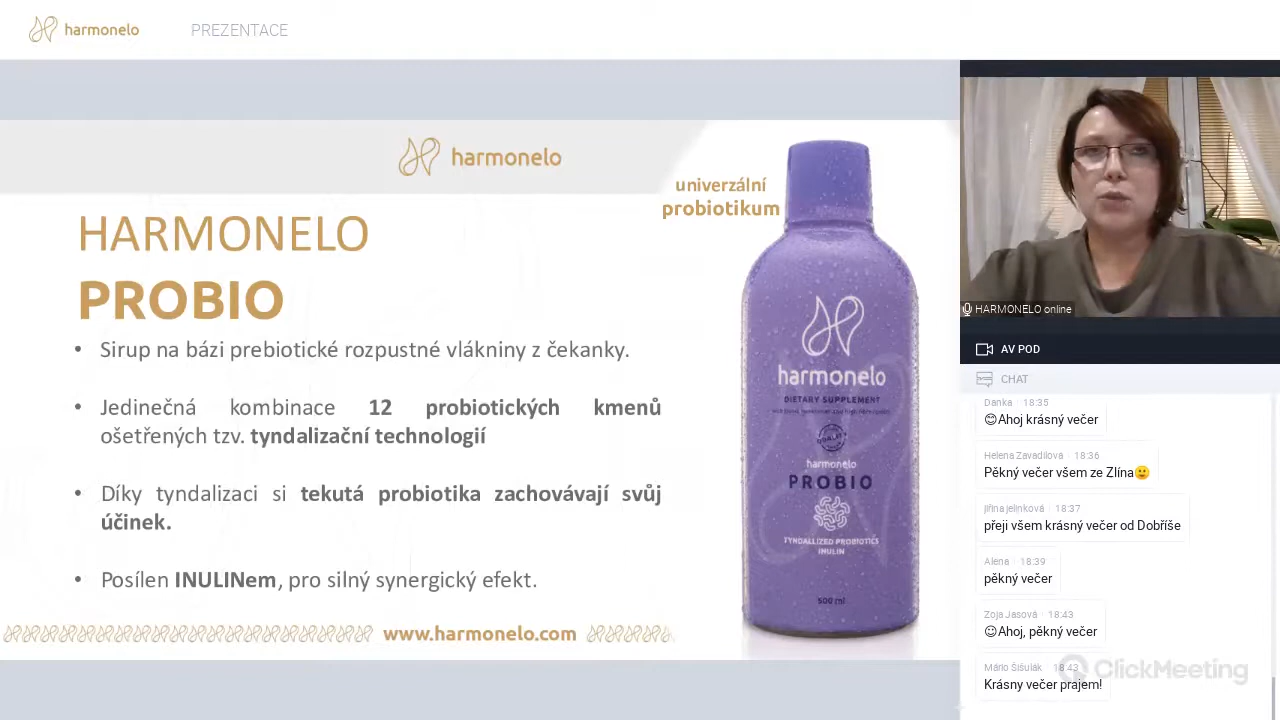 harmonelo
PREZENTACE
harmonelo
univerzální
probiotikum
HARMONELO
PROBIO
• Sirup na bázi prebiotické rozpustné vlákniny z čekanky.
• Jedinečná kombinace 12 probiotických kmenů
ošetřených tzv. tyndalizační technologií
• Díky tyndalizaci si tekutá probiotika zachovávají svůj
účinek.
• Posílen INULINem, pro silný synergický efekt.
www.harmonelo.com
harmonelo
DIETARY SUPPLEMENT
harmonelo
PROBIO
TYNDALLIZED PROBIOTICS
INULIN
500 ml
HARMONELO online
AV POD
CHAT
Danka 18:35
😊Ahoj krásný večer
Helena Zavadilová 18:36
Pěkný večer všem ze Zlína🙂
jiřina jelínková 18:37
přeji všem krásný večer od Dobříše
Alena 18:39
pěkný večer
Zoja Jasová 18:43
☺Ahoj, pěkný večer
Mário Šišulák 18:43
Krásny večer prajem!
ClickMeeting